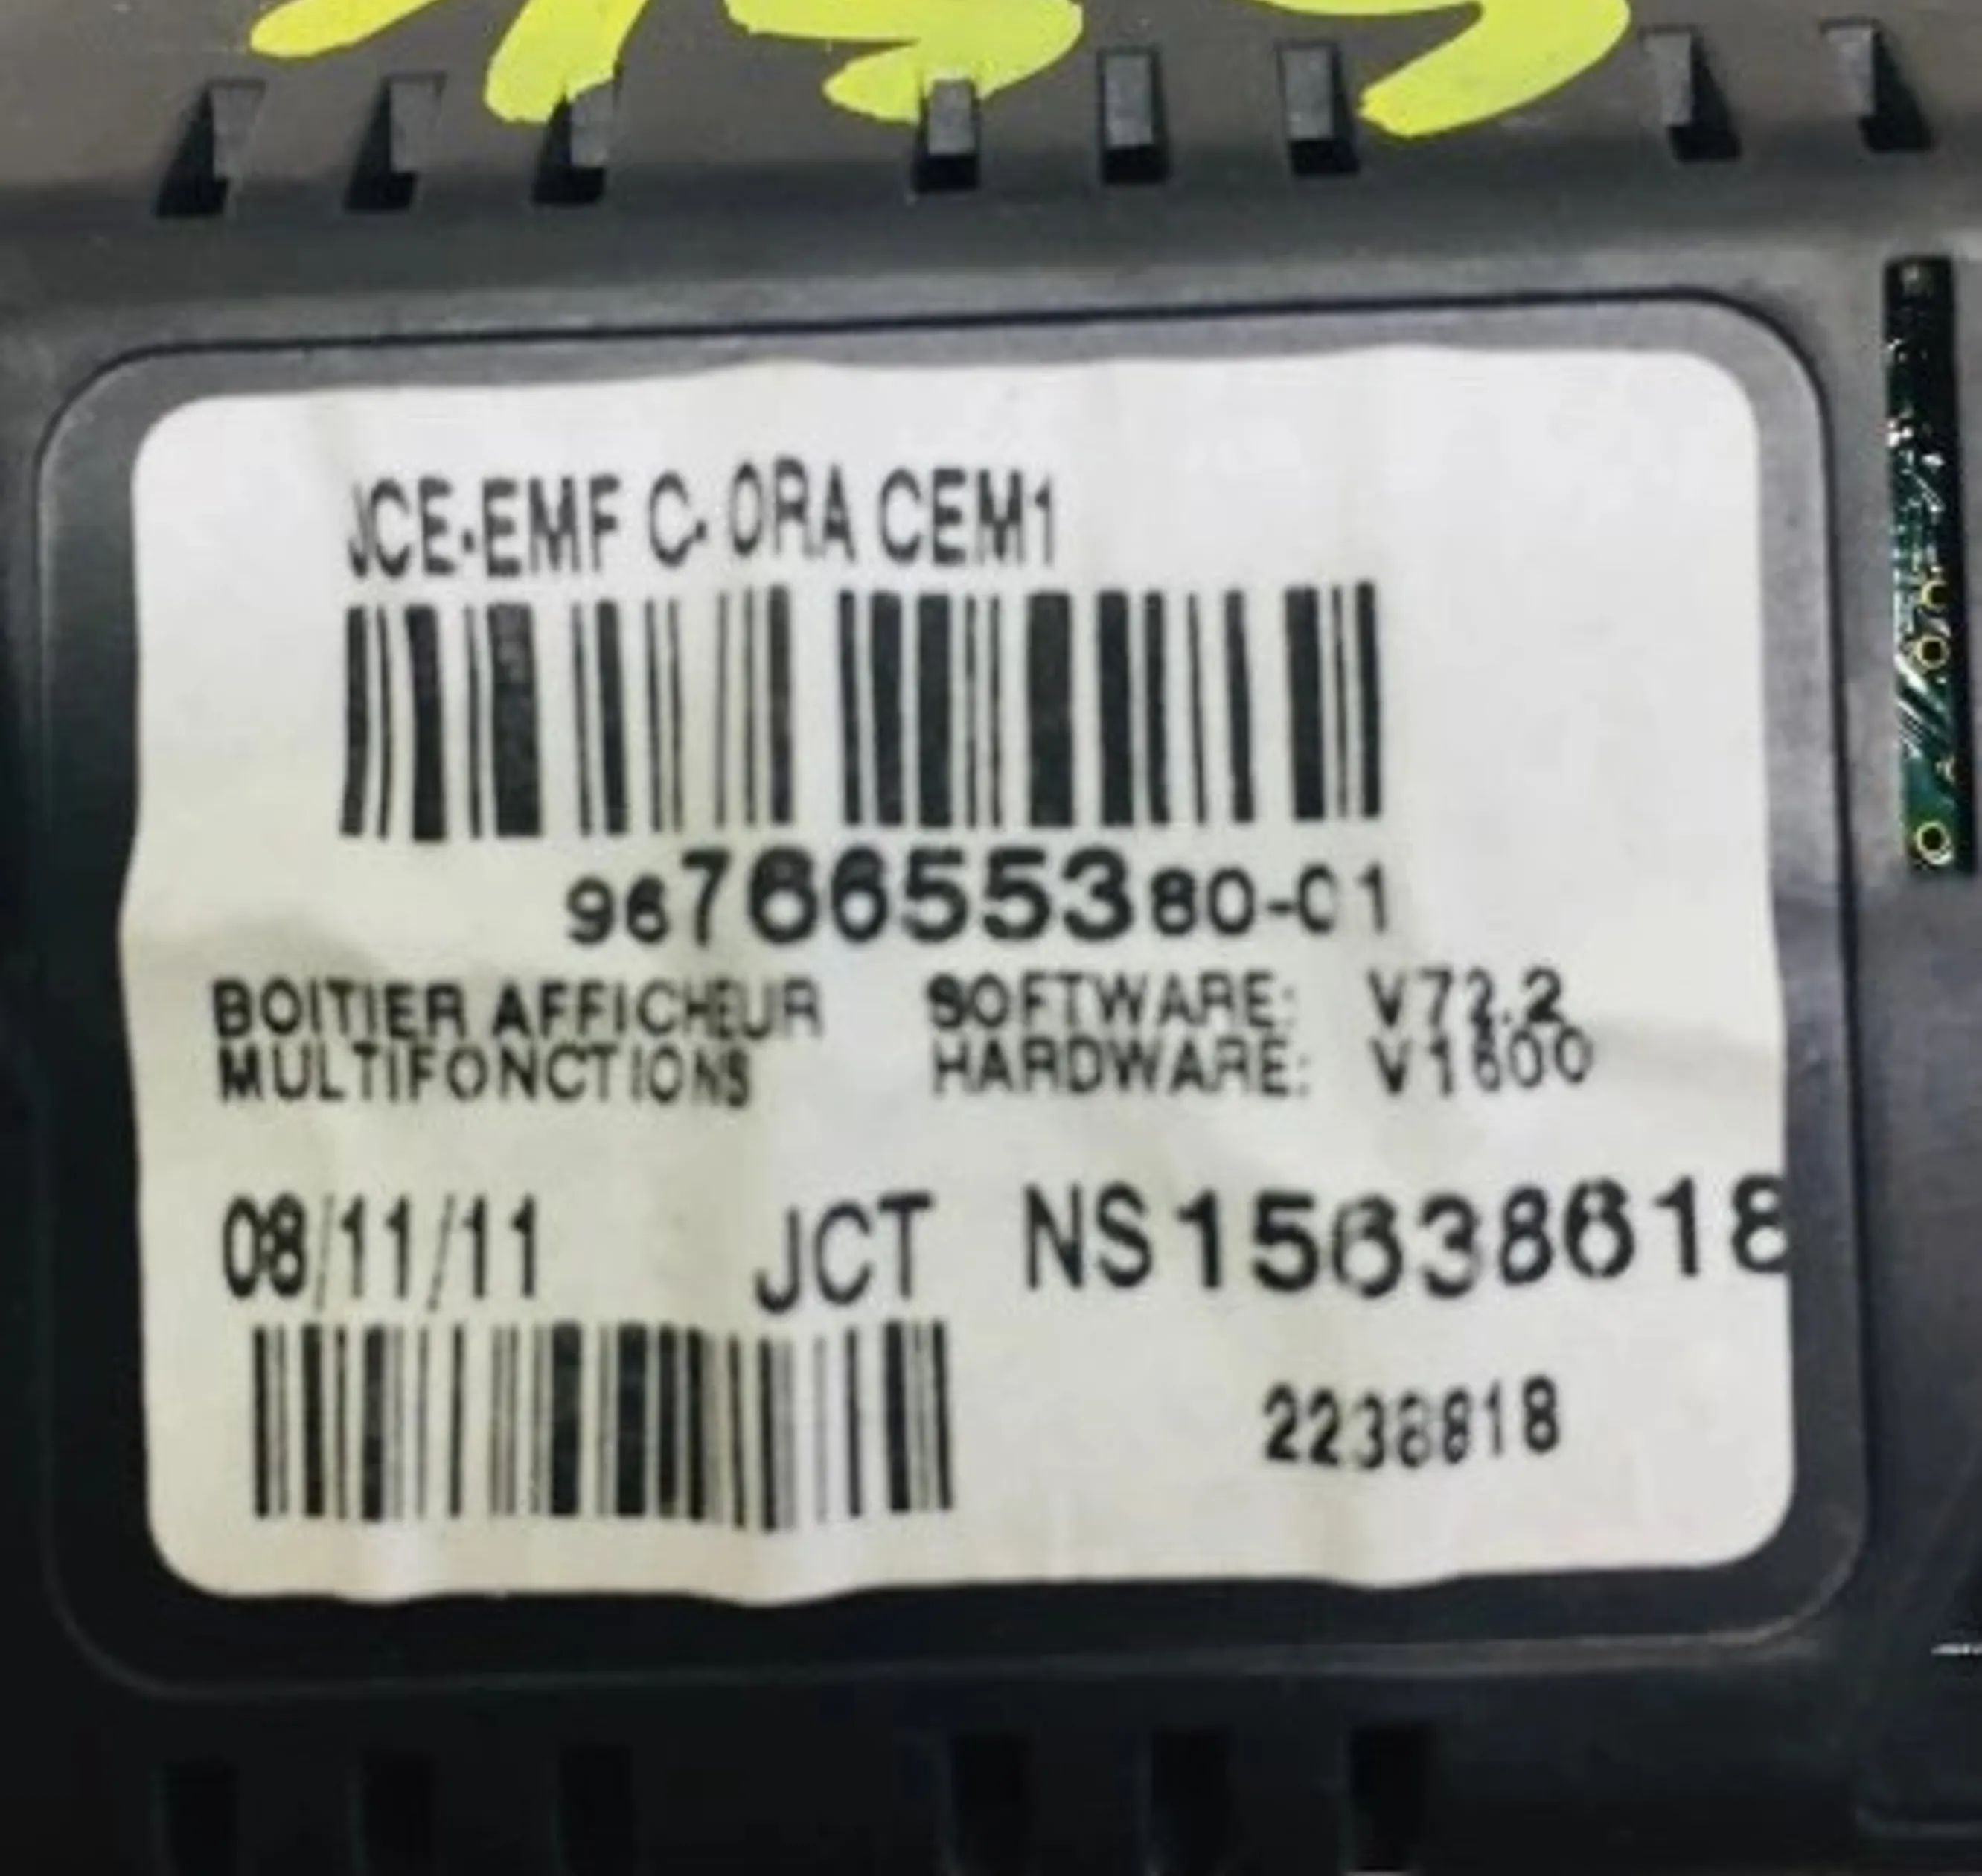 JCE-EMF C- ORA CEM1
9676655380-01
BOITIER AFFICHEUR SOFTWARE: V72.2
MULTIFONCTIONS HARDWARE: V1600
08/11/11 JCT NS15638618
2238818